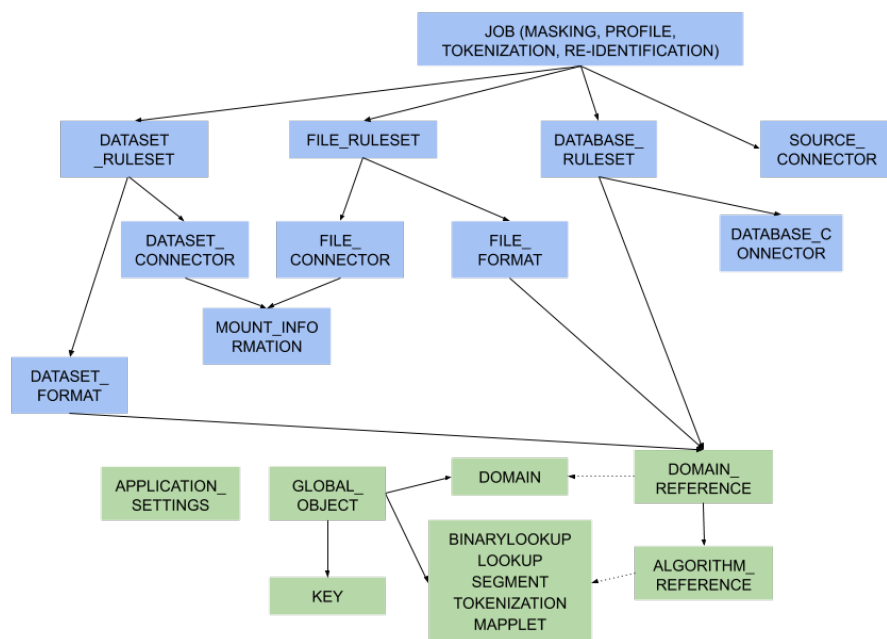 JOB (MASKING, PROFILE,
TOKENIZATION, RE-IDENTIFICATION)
DATASET
_RULESET
FILE_RULESET
DATABASE_
RULESET
SOURCE_
CONNECTOR
DATASET_
CONNECTOR
FILE_
CONNECTOR
FILE_
FORMAT
DATABASE_C
ONNECTOR
MOUNT_INFO
RMATION
DATASET_
FORMAT
APPLICATION_
SETTINGS
GLOBAL_
OBJECT
DOMAIN
DOMAIN_
REFERENCE
KEY
BINARYLOOKUP
LOOKUP
SEGMENT
TOKENIZATION
MAPPLET
ALGORITHM_
REFERENCE